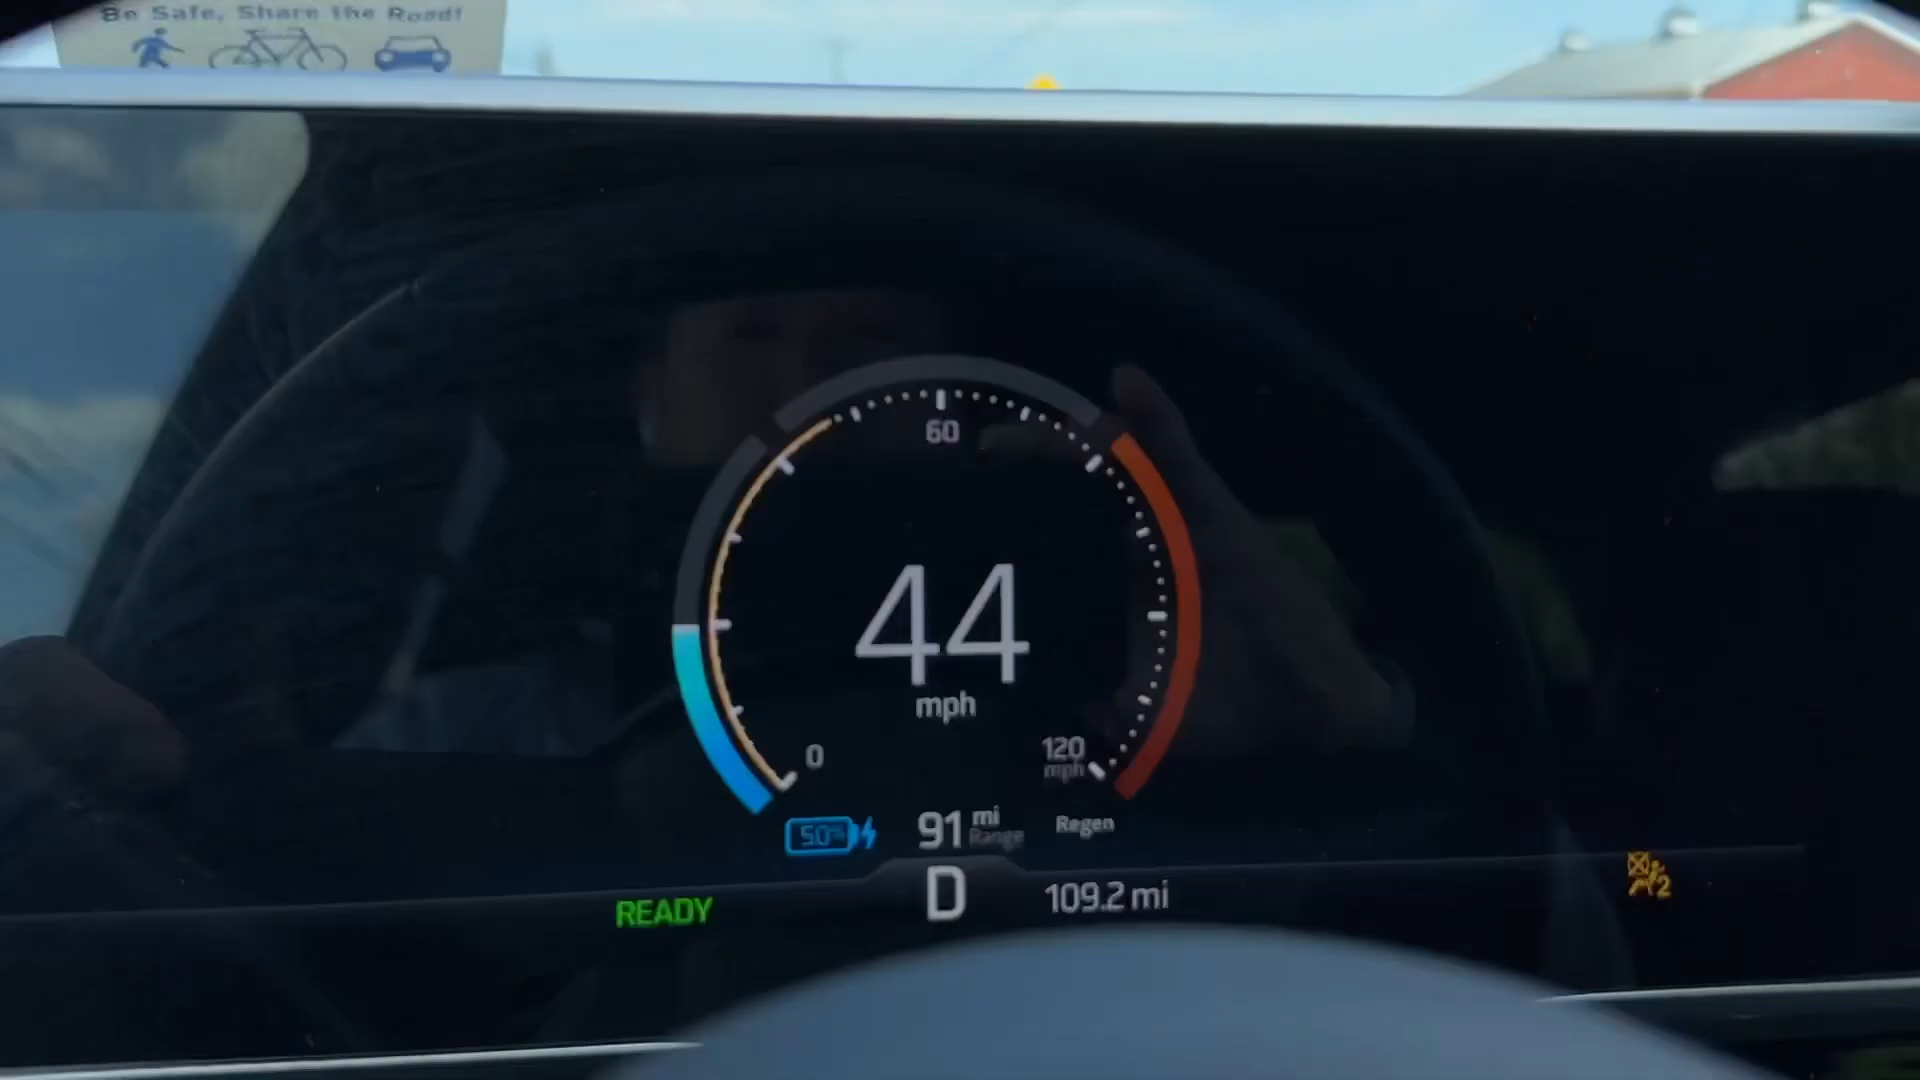 Be Safe, Share the Road!
60
44
mph
0
120
mph
50%
91 mi
Range
Regen
READY
D
109.2 mi
2